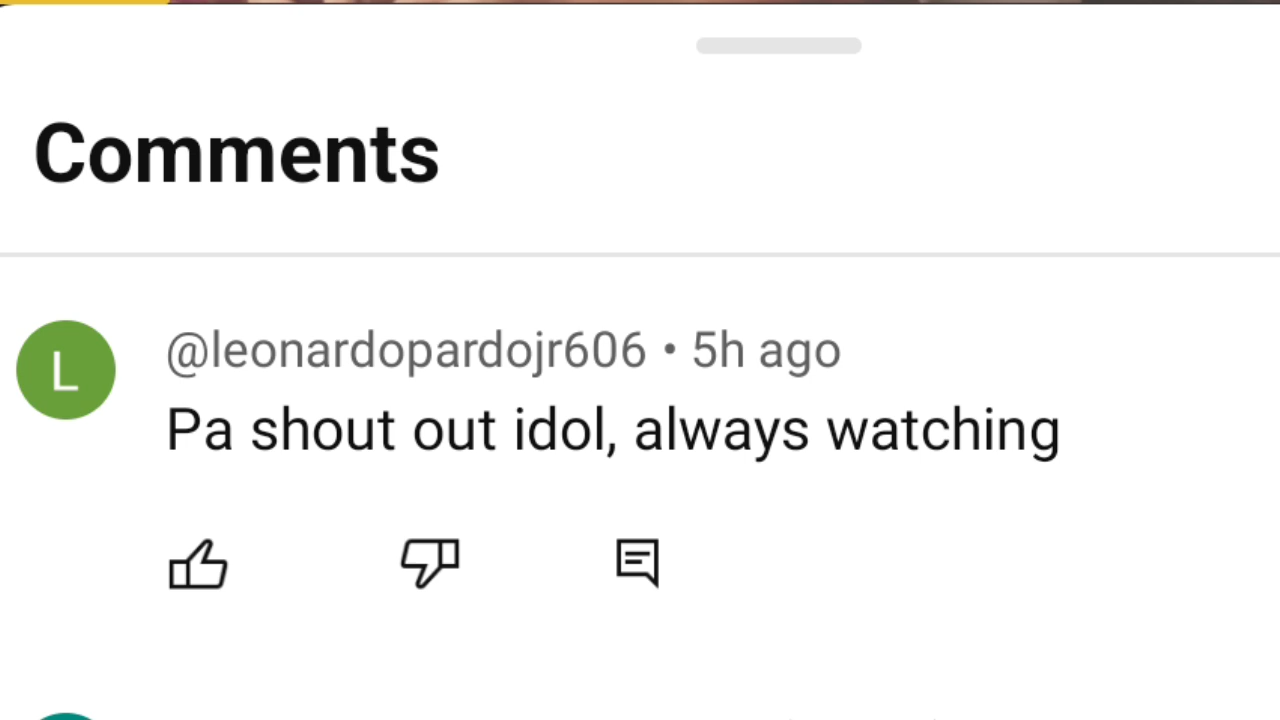 Comments
L
@leonardopardojr606 • 5h ago
Pa shout out idol, always watching